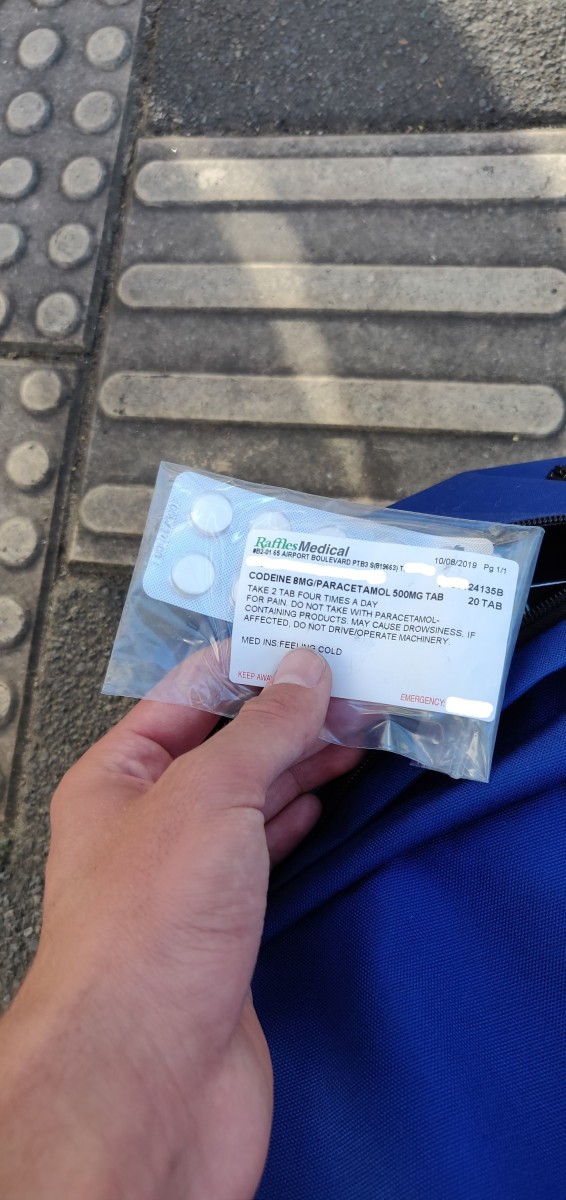 RafflesMedical
10/08/2019 Pg 1/1
#B2-01 65 AIRPORT BOULEVARD PTB3 S(819663) T.
24135B
CODEINE 8MG/PARACETAMOL 500MG TAB
20 TAB
TAKE 2 TAB FOUR TIMES A DAY
FOR PAIN. DO NOT TAKE WITH PARACETAMOL-
CONTAINING PRODUCTS. MAY CAUSE DROWSINESS. IF
AFFECTED, DO NOT DRIVE/OPERATE MACHINERY.
MED INS:FEELING COLD
KEEP AWAY
EMERGENCY: